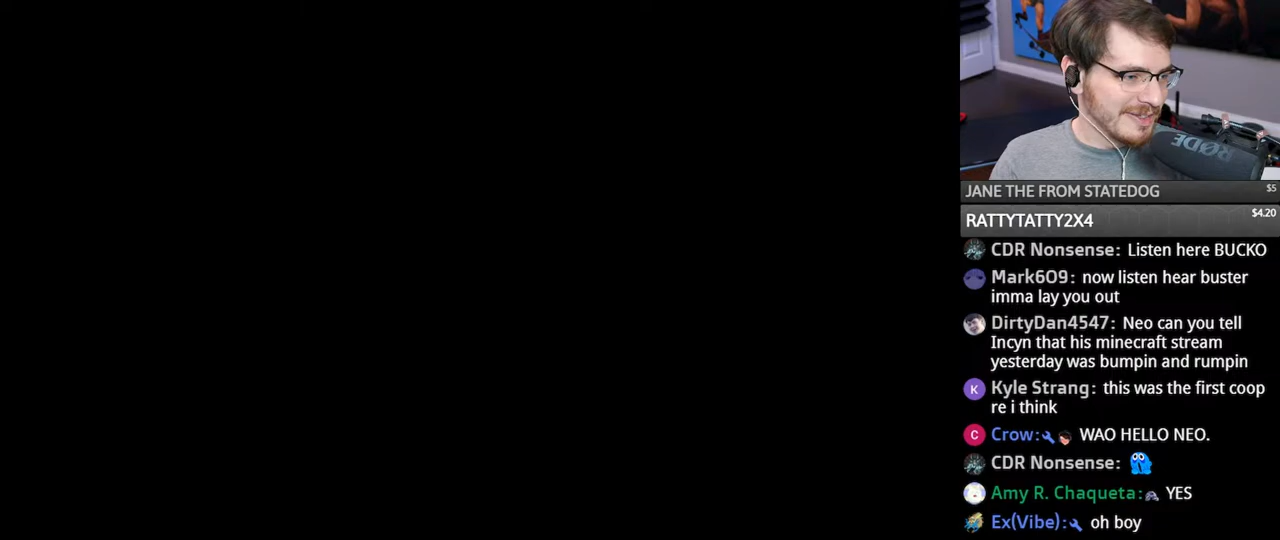 RØDE
JANE THE FROM STATEDOG $5
RATTYTATTY2X4 $4.20
CDR Nonsense: Listen here BUCKO
Mark609: now listen hear buster
imma lay you out
DirtyDan4547: Neo can you tell
Incyn that his minecraft stream
yesterday was bumpin and rumpin
K Kyle Strang: this was the first coop
re i think
C Crow: WAO HELLO NEO.
CDR Nonsense:
Amy R. Chaqueta: YES
Ex(Vibe): oh boy